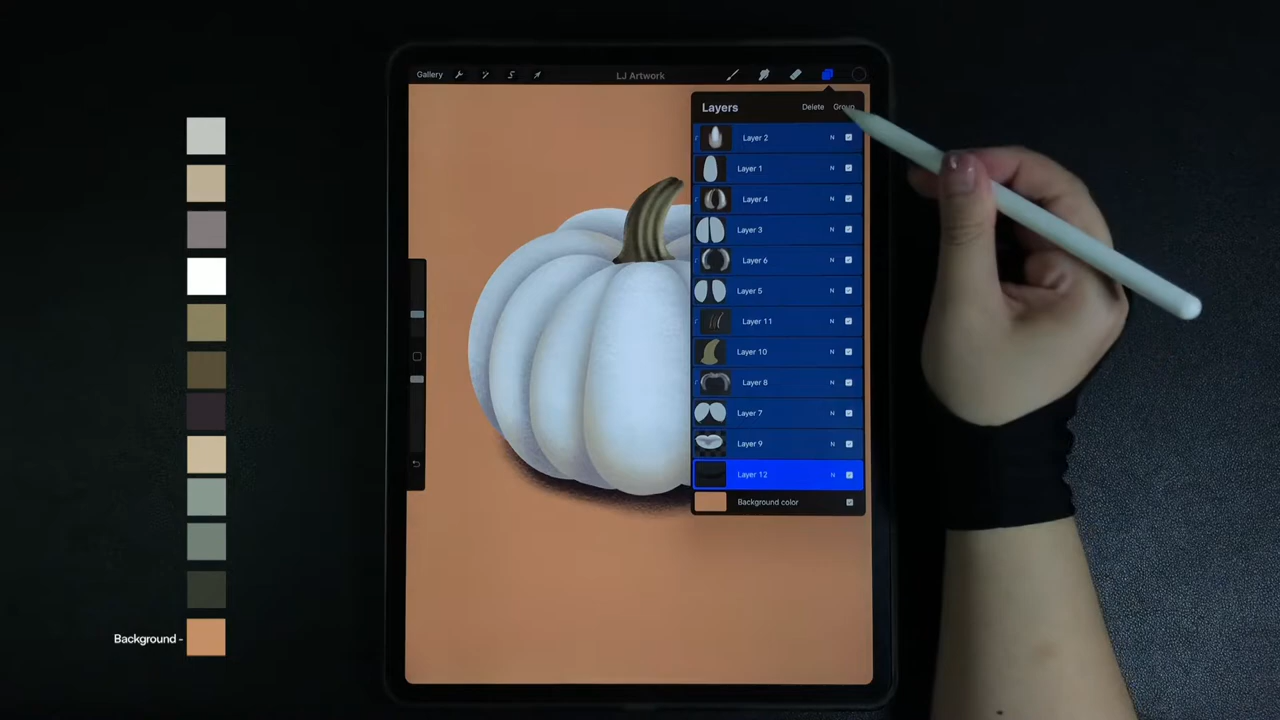 Gallery
LJ Artwork
Layers
Delete
Group
Layer 2
N
Layer 1
N
Layer 4
N
Layer 3
N
Layer 6
N
Layer 5
N
Layer 11
N
Layer 10
N
Layer 8
N
Layer 7
N
Layer 9
N
Layer 12
N
Background color
Background -